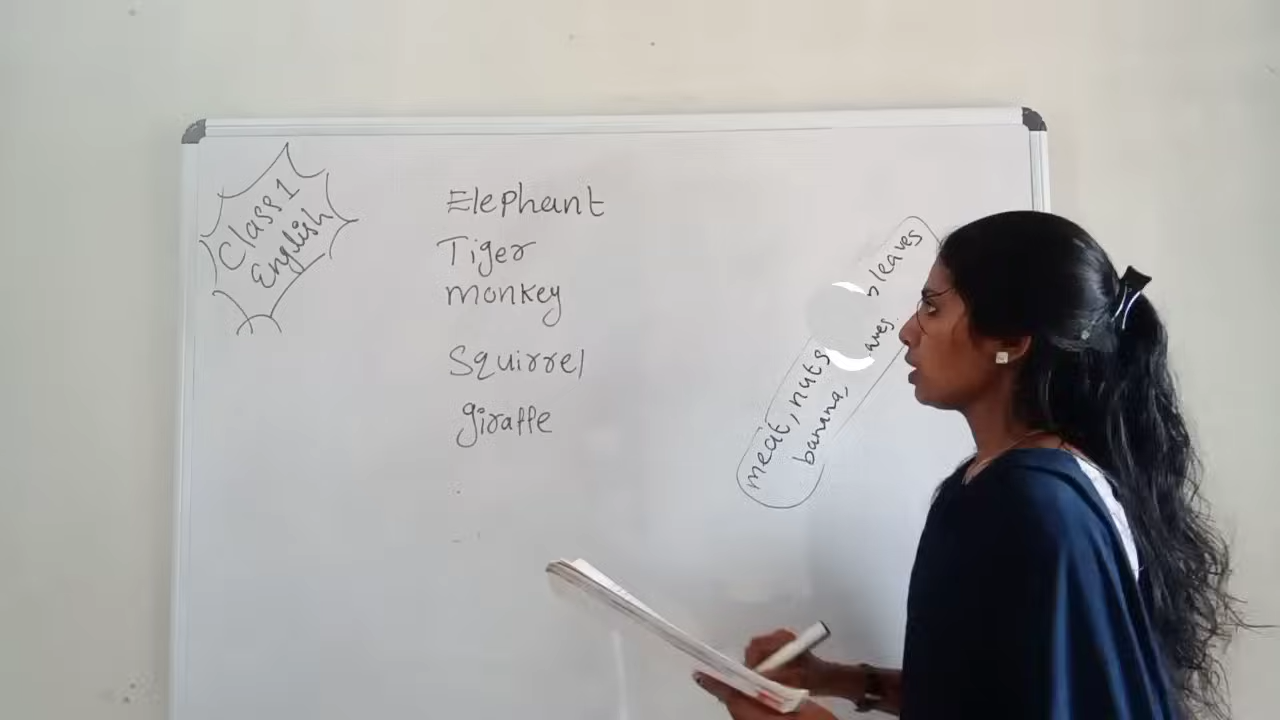 Class 1
English
Elephant
Tiger
monkey
Squirrel
giraffe
meat, nuts leaves
banana,